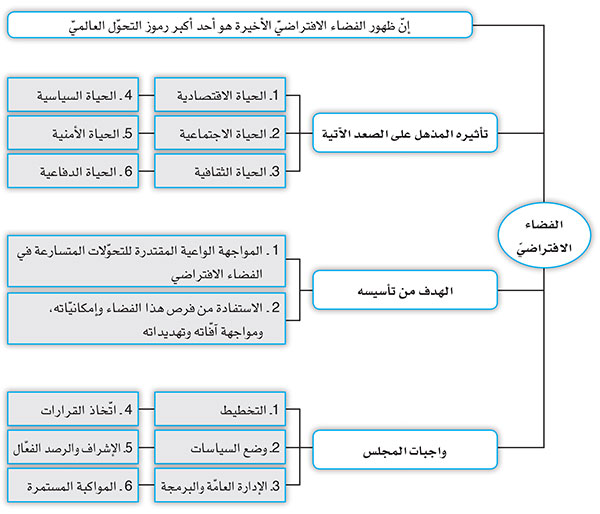 إنّ ظهور الفضاء الافتراضيّ الأخيرة هو أحد أكبر رموز التحوّل العالميّ
الفضاء
الافتراضيّ
تأثيره المذهل على الصعد الآتية
1. الحياة الاقتصادية
2. الحياة الاجتماعية
3. الحياة الثقافية
4. الحياة السياسية
5. الحياة الأمنية
6. الحياة الدفاعية
الهدف من تأسيسه
1. المواجهة الواعية المقتدرة للتحوّلات المتسارعة في
الفضاء الافتراضي
2. الاستفادة من فرص هذا الفضاء وإمكانيّاته،
ومواجهة آفّاته وتهديداته
واجبات المجلس
1. التخطيط
2. وضع السياسات
3. الإدارة العامّة والبرمجة
4. اتّخاذ القرارات
5. الإشراف والرصد الفعّال
6. المواكبة المستمرة